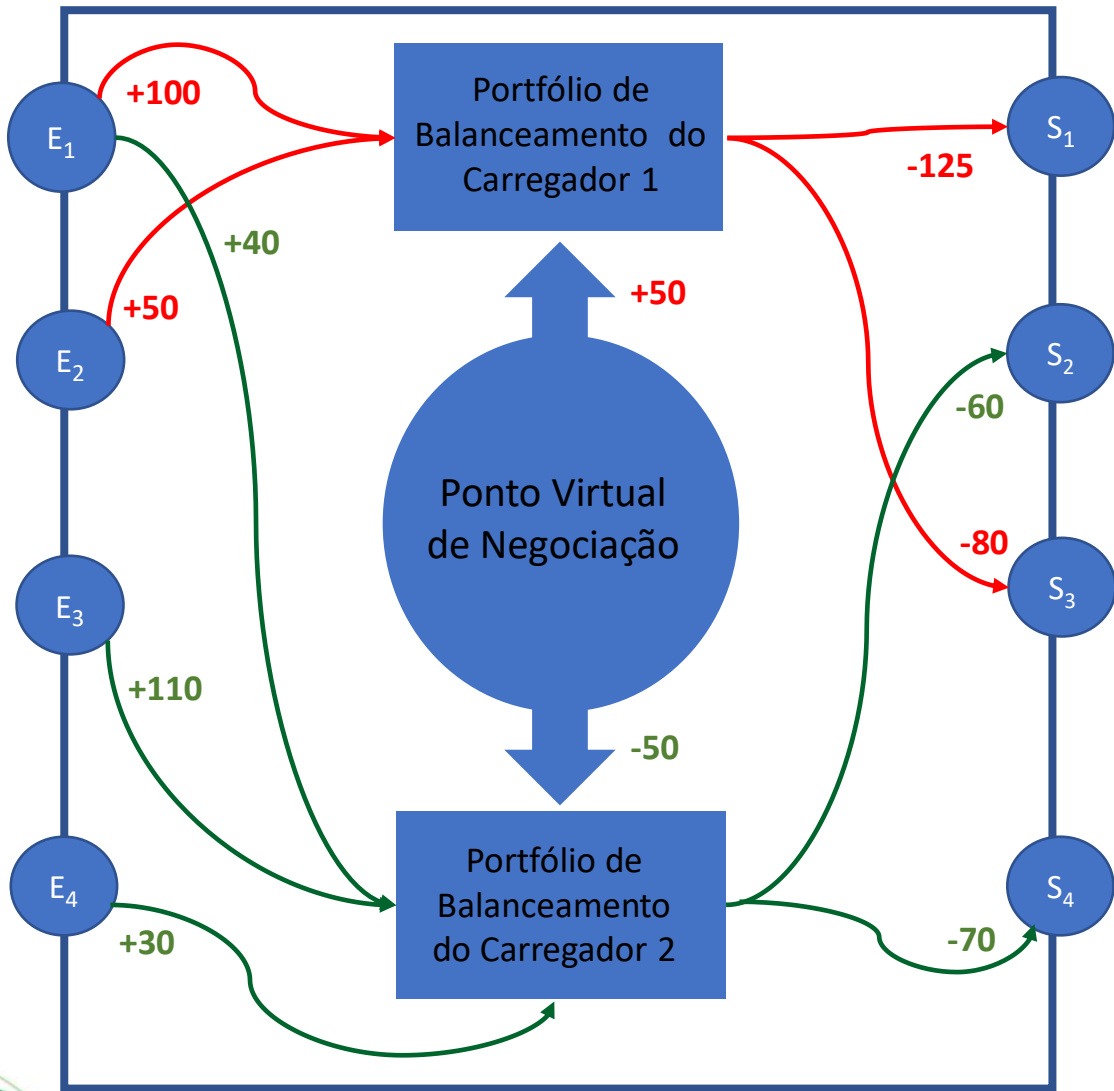 +100
Portfólio de
Balanceamento do
Carregador 1
E1
S1
-125
+40
+50
+50
E2
S2
-60
Ponto Virtual
de Negociação
-80
E3
S3
+110
-50
Portfólio de
Balanceamento
do Carregador 2
E4
S4
+30
-70